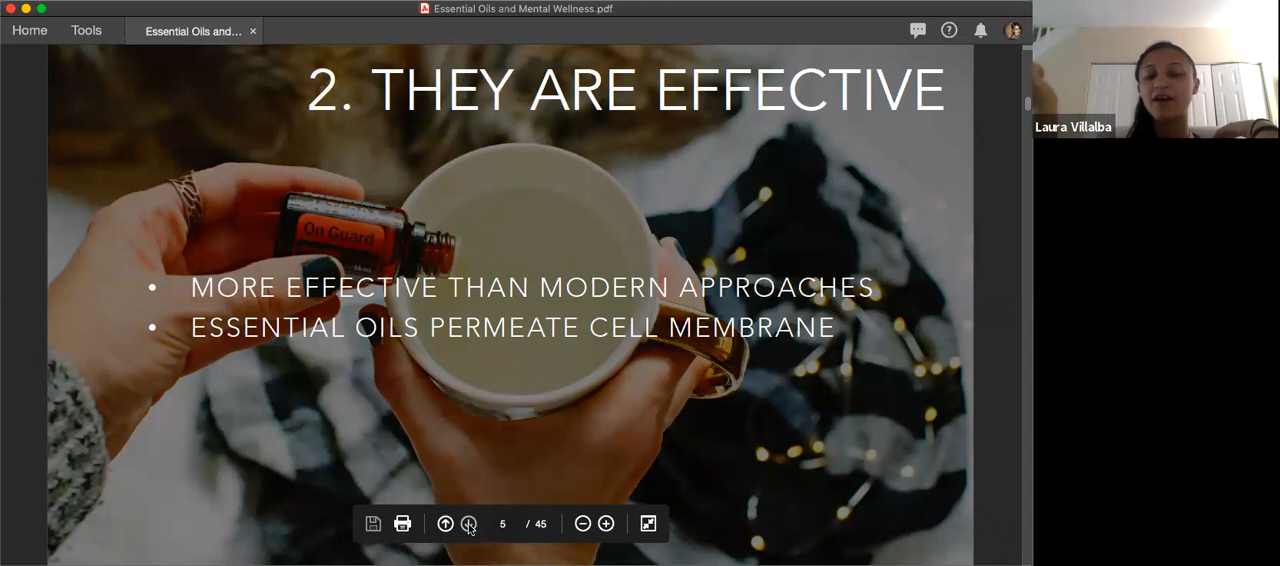 Essential Oils and Mental Wellness.pdf
Home Tools Essential Oils and... ×
2. THEY ARE EFFECTIVE
Laura Villalba
On Guard
• MORE EFFECTIVE THAN MODERN APPROACHES
• ESSENTIAL OILS PERMEATE CELL MEMBRANE
5 / 45